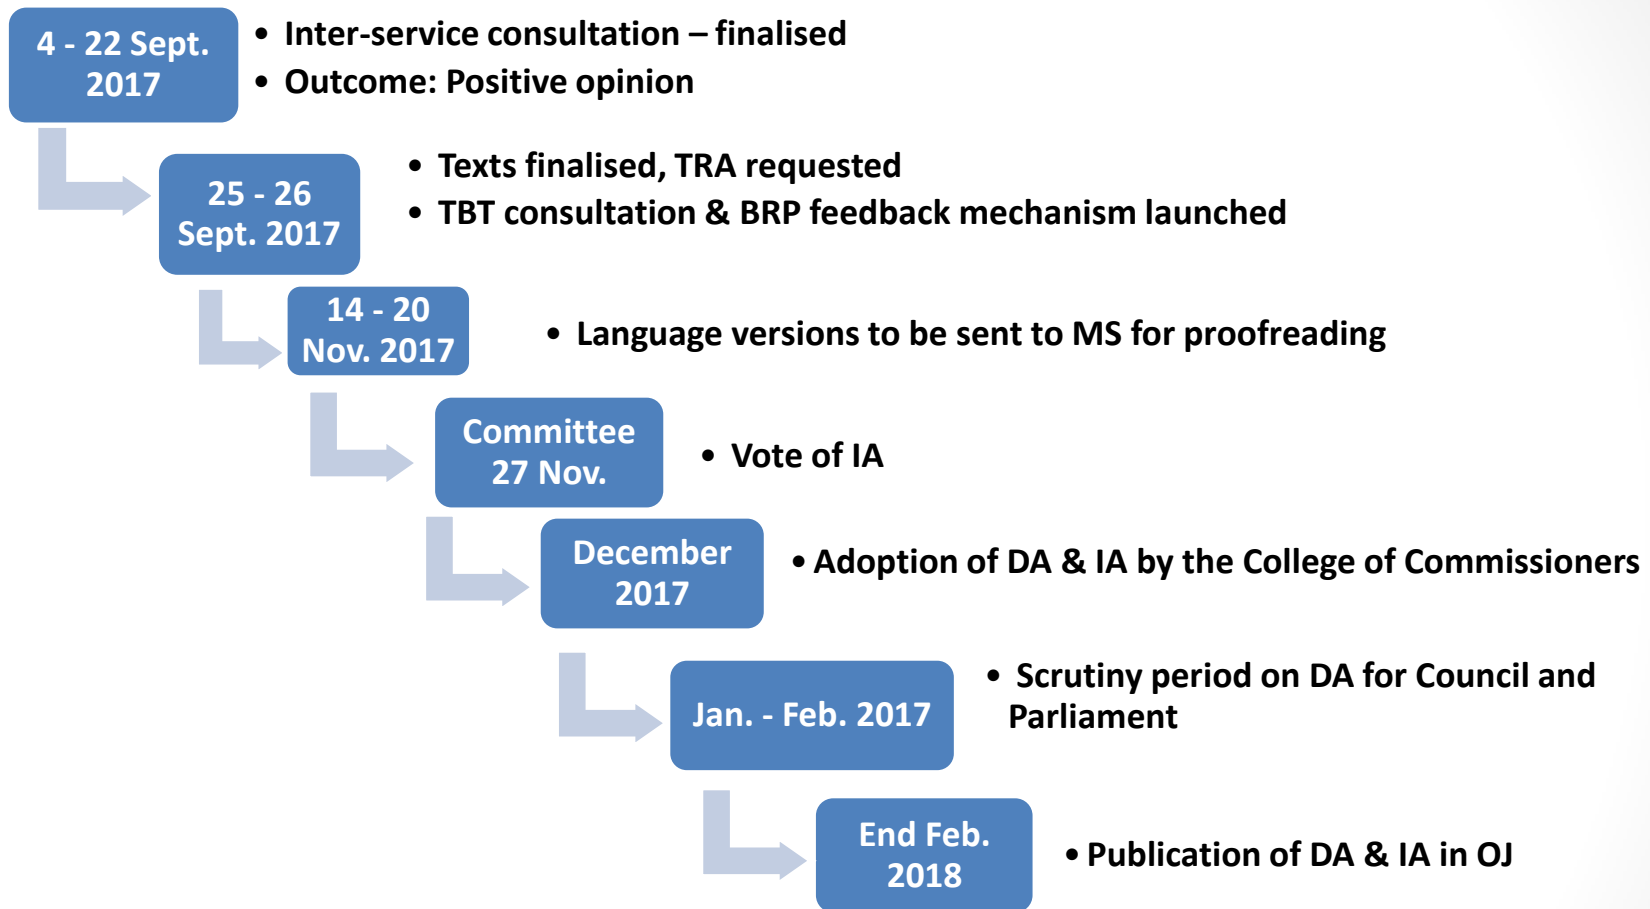 4 - 22 Sept.
2017
• Inter-service consultation – finalised
• Outcome: Positive opinion
25 - 26
Sept. 2017
• Texts finalised, TRA requested
• TBT consultation & BRP feedback mechanism launched
14 - 20
Nov. 2017
• Language versions to be sent to MS for proofreading
Committee
27 Nov.
• Vote of IA
December
2017
• Adoption of DA & IA by the College of Commissioners
Jan. - Feb. 2017
• Scrutiny period on DA for Council and
Parliament
End Feb.
2018
• Publication of DA & IA in OJ